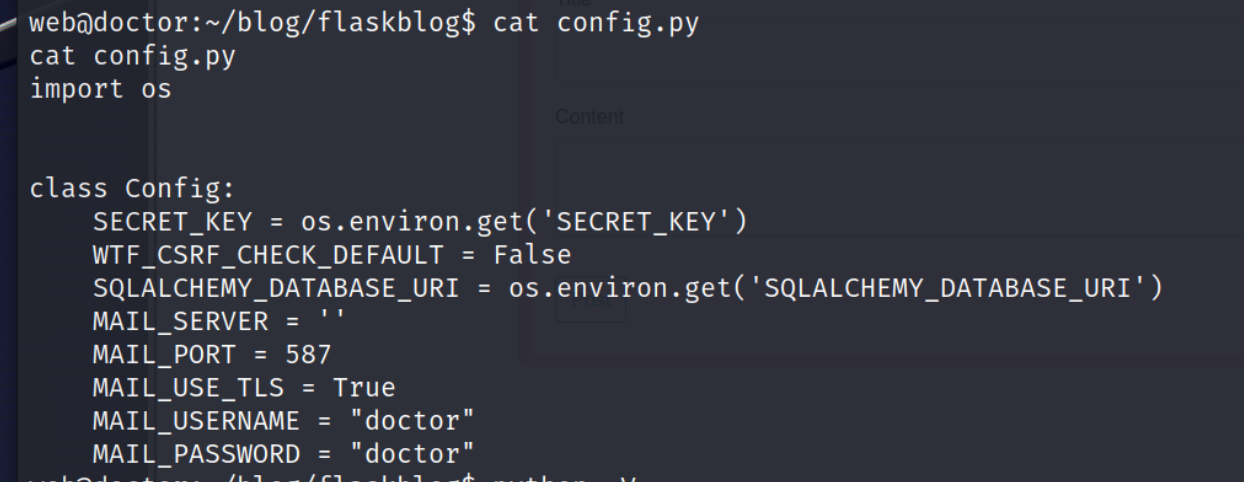 Title
web@doctor:~/blog/flaskblog$ cat config.py
cat config.py
import os
Content
class Config:
    SECRET_KEY = os.environ.get('SECRET_KEY')
    WTF_CSRF_CHECK_DEFAULT = False
    SQLALCHEMY_DATABASE_URI = os.environ.get('SQLALCHEMY_DATABASE_URI')
    MAIL_SERVER = ''
    MAIL_PORT = 587
    MAIL_USE_TLS = True
    MAIL_USERNAME = "doctor"
    MAIL_PASSWORD = "doctor"